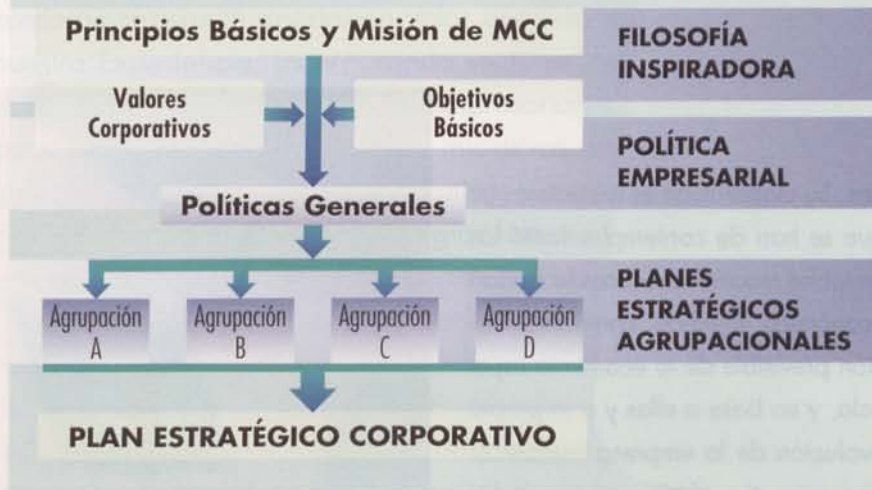 Principios Básicos y Misión de MCC
FILOSOFÍA
INSPIRADORA
Valores
Corporativos
Objetivos
Básicos
POLÍTICA
EMPRESARIAL
Políticas Generales
PLANES
ESTRATÉGICOS
AGRUPACIONALES
Agrupación
A
Agrupación
B
Agrupación
C
Agrupación
D
PLAN ESTRATÉGICO CORPORATIVO